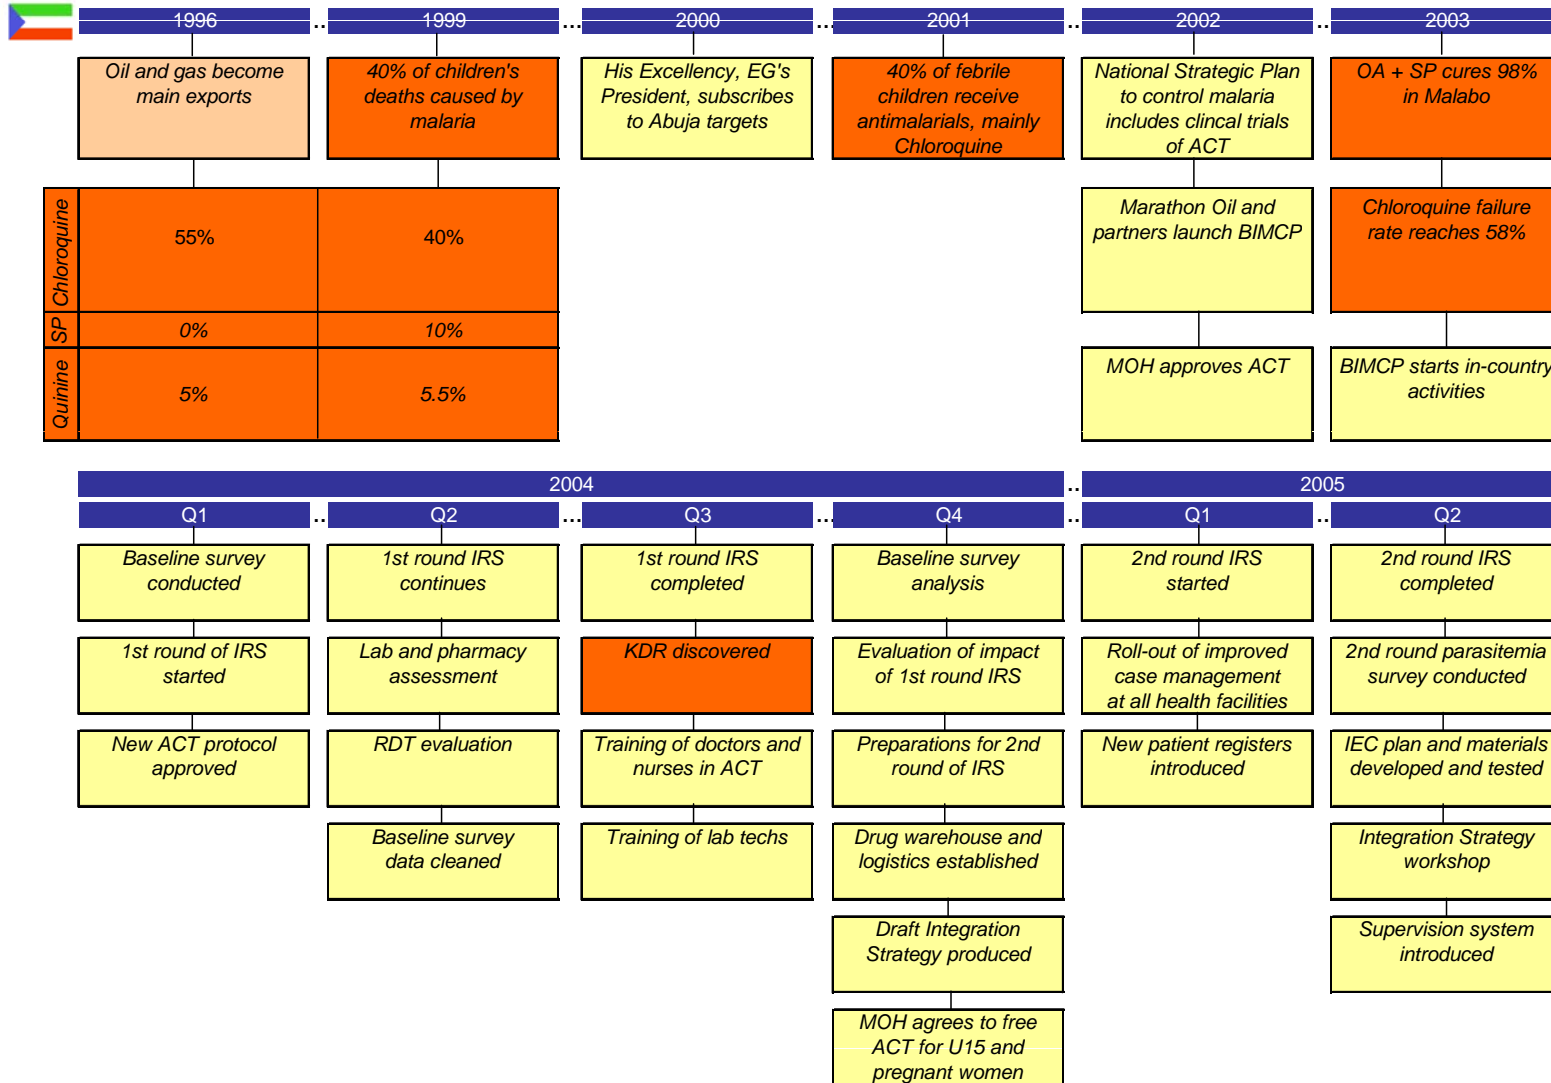 1996 .. 1999 ... 2000 ... 2001 .. 2002 .. 2003
Oil and gas become
main exports
40% of children's
deaths caused by
malaria
His Excellency, EG's
President, subscribes
to Abuja targets
40% of febrile
children receive
antimalarials, mainly
Chloroquine
National Strategic Plan
to control malaria
includes clincal trials
of ACT
OA + SP cures 98%
in Malabo
Chloroquine
55%
40%
SP
0%
10%
Quinine
5%
5.5%
Marathon Oil and
partners launch BIMCP
Chloroquine failure
rate reaches 58%
MOH approves ACT
BIMCP starts in-country
activities
2004 .. 2005
Q1 .. Q2 ... Q3 ... Q4 .. Q1 .. Q2
Baseline survey
conducted
1st round IRS
continues
1st round IRS
completed
Baseline survey
analysis
2nd round IRS
started
2nd round IRS
completed
1st round of IRS
started
Lab and pharmacy
assessment
KDR discovered
Evaluation of impact
of 1st round IRS
Roll-out of improved
case management
at all health facilities
2nd round parasitemia
survey conducted
New ACT protocol
approved
RDT evaluation
Training of doctors and
nurses in ACT
Preparations for 2nd
round of IRS
New patient registers
introduced
IEC plan and materials
developed and tested
Baseline survey
data cleaned
Training of lab techs
Drug warehouse and
logistics established
Integration Strategy
workshop
Draft Integration
Strategy produced
Supervision system
introduced
MOH agrees to free
ACT for U15 and
pregnant women